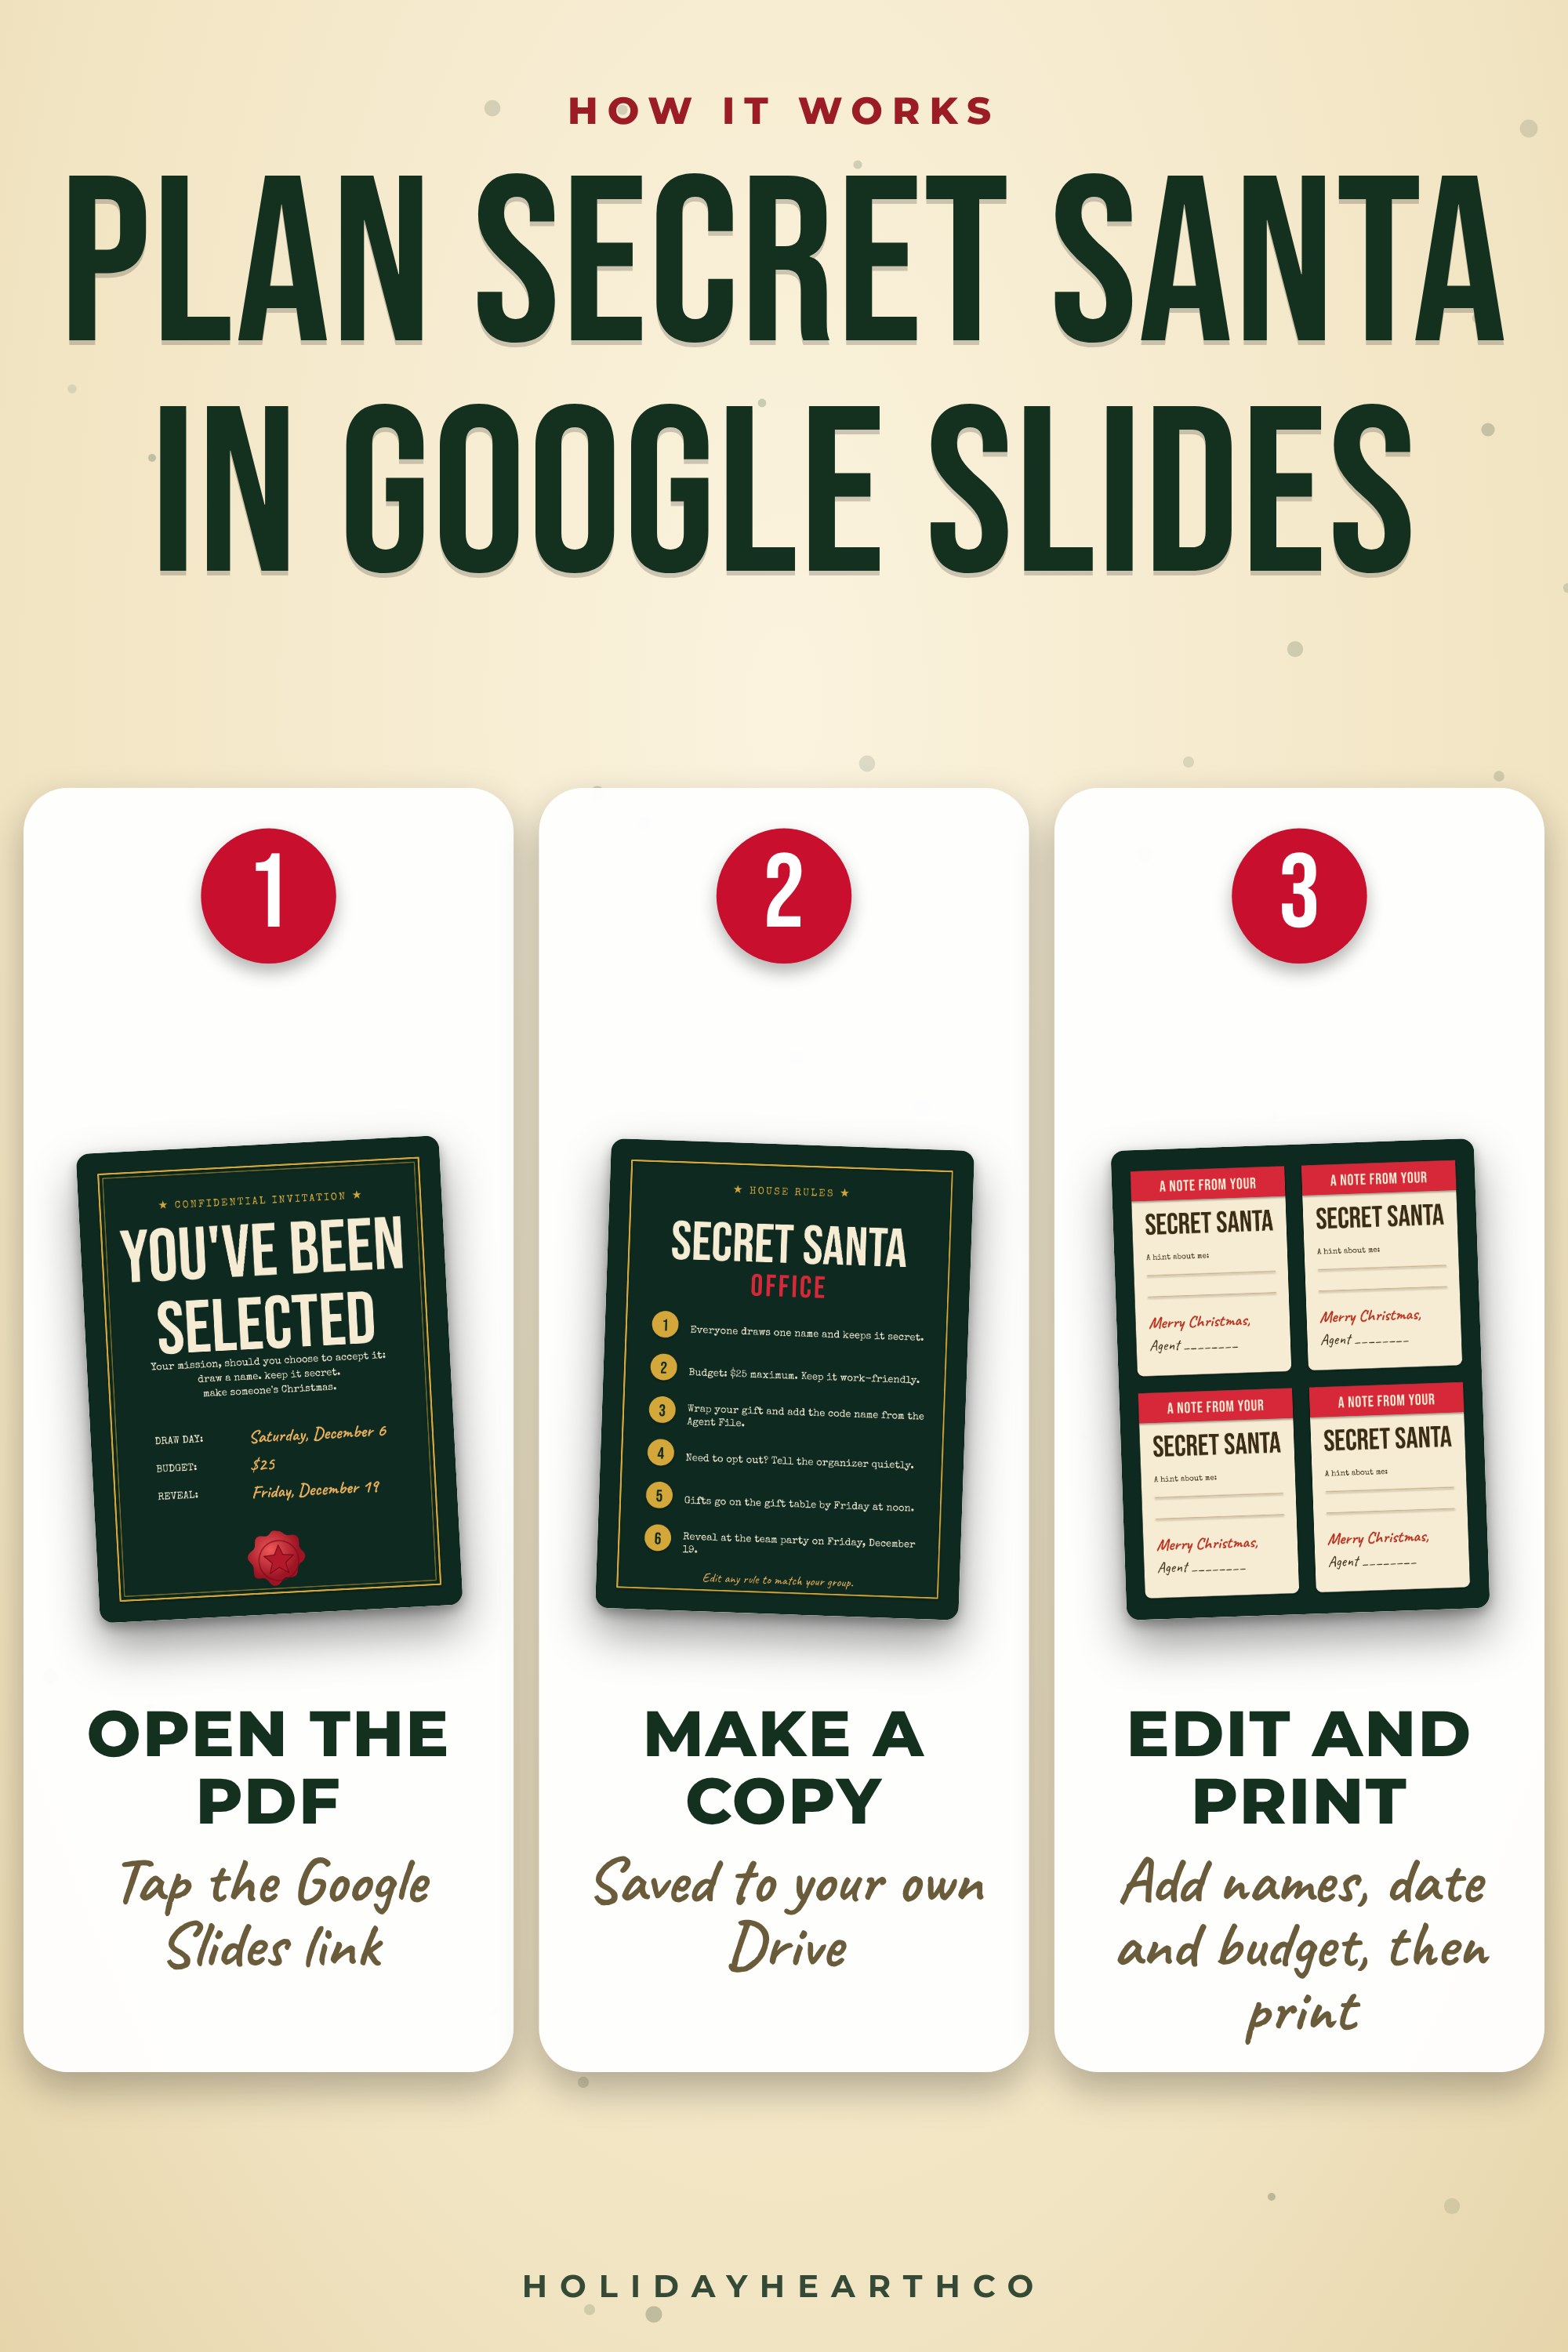 HOW IT WORKS
PLAN SECRET SANTA
IN GOOGLE SLIDES
1
★ CONFIDENTIAL INVITATION ★
YOU'VE BEEN
SELECTED
Your mission, should you choose to accept it:
draw a name. keep it secret.
make someone's Christmas.
DRAW DAY: Saturday, December 6
BUDGET: $25
REVEAL: Friday, December 19
OPEN THE
PDF
Tap the Google
Slides link
2
★ HOUSE RULES ★
SECRET SANTA
OFFICE
1 Everyone draws one name and keeps it secret.
2 Budget: $25 maximum. Keep it work-friendly.
3 Wrap your gift and add the code name from the
Agent File.
4 Need to opt out? Tell the organizer quietly.
5 Gifts go on the gift table by Friday at noon.
6 Reveal at the team party on Friday, December
19.
Edit any rule to match your group.
MAKE A
COPY
Saved to your own
Drive
3
A NOTE FROM YOUR
SECRET SANTA
A hint about me:
Merry Christmas,
Agent ________
A NOTE FROM YOUR
SECRET SANTA
A hint about me:
Merry Christmas,
Agent ________
A NOTE FROM YOUR
SECRET SANTA
A hint about me:
Merry Christmas,
Agent ________
A NOTE FROM YOUR
SECRET SANTA
A hint about me:
Merry Christmas,
Agent ________
EDIT AND
PRINT
Add names, date
and budget, then
print
HOLIDAYHEARTHCO